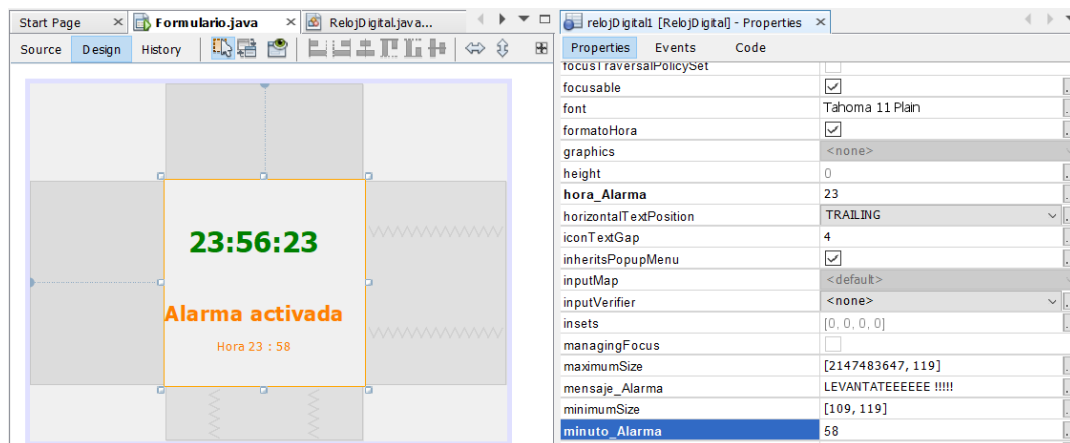 Start Page
Formulario.java
RelojDigital.java...
Source Design History
23:56:23
Alarma activada
Hora 23 : 58
relojDigital1 [RelojDigital] - Properties
Properties Events Code
focusTraversalPolicySet
focusable
font Tahoma 11 Plain
formatoHora
graphics <none>
height 0
hora_Alarma 23
horizontalTextPosition TRAILING
iconTextGap 4
inheritsPopupMenu
inputMap <default>
inputVerifier <none>
insets [0, 0, 0, 0]
managingFocus
maximumSize [2147483647, 119]
mensaje_Alarma LEVANTATEEEEEE !!!!!
minimumSize [109, 119]
minuto_Alarma 58